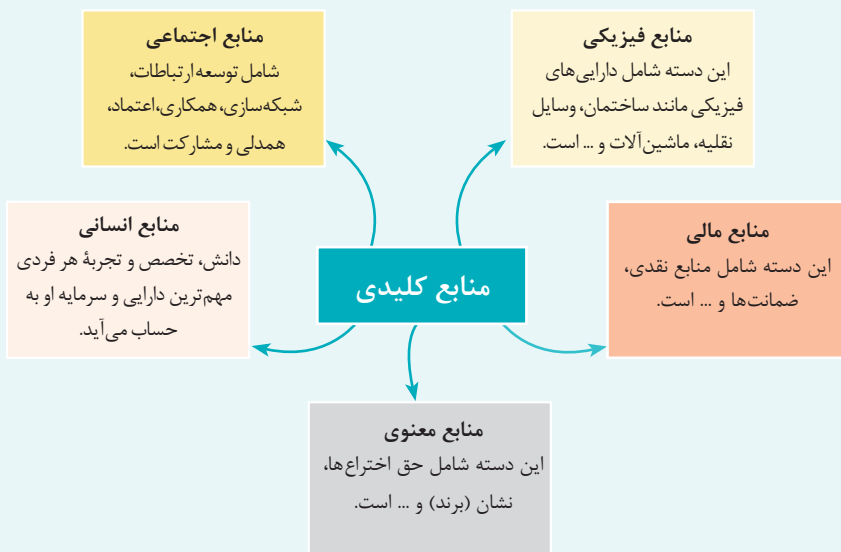 منابع فیزیکی
این دسته شامل دارایی‌های
فیزیکی مانند ساختمان، وسایل
نقلیه، ماشین‌آلات و ... است.
منابع اجتماعی
شامل توسعه ارتباطات،
شبکه‌سازی، همکاری، اعتماد،
همدلی و مشارکت است.
منابع مالی
این دسته شامل منابع نقدی،
ضمانت‌ها و ... است.
منابع کلیدی
منابع انسانی
دانش، تخصص و تجربهٔ هر فردی
مهم‌ترین دارایی و سرمایه او به
حساب می‌آید.
منابع معنوی
این دسته شامل حق اختراع‌ها،
نشان (برند) و ... است.